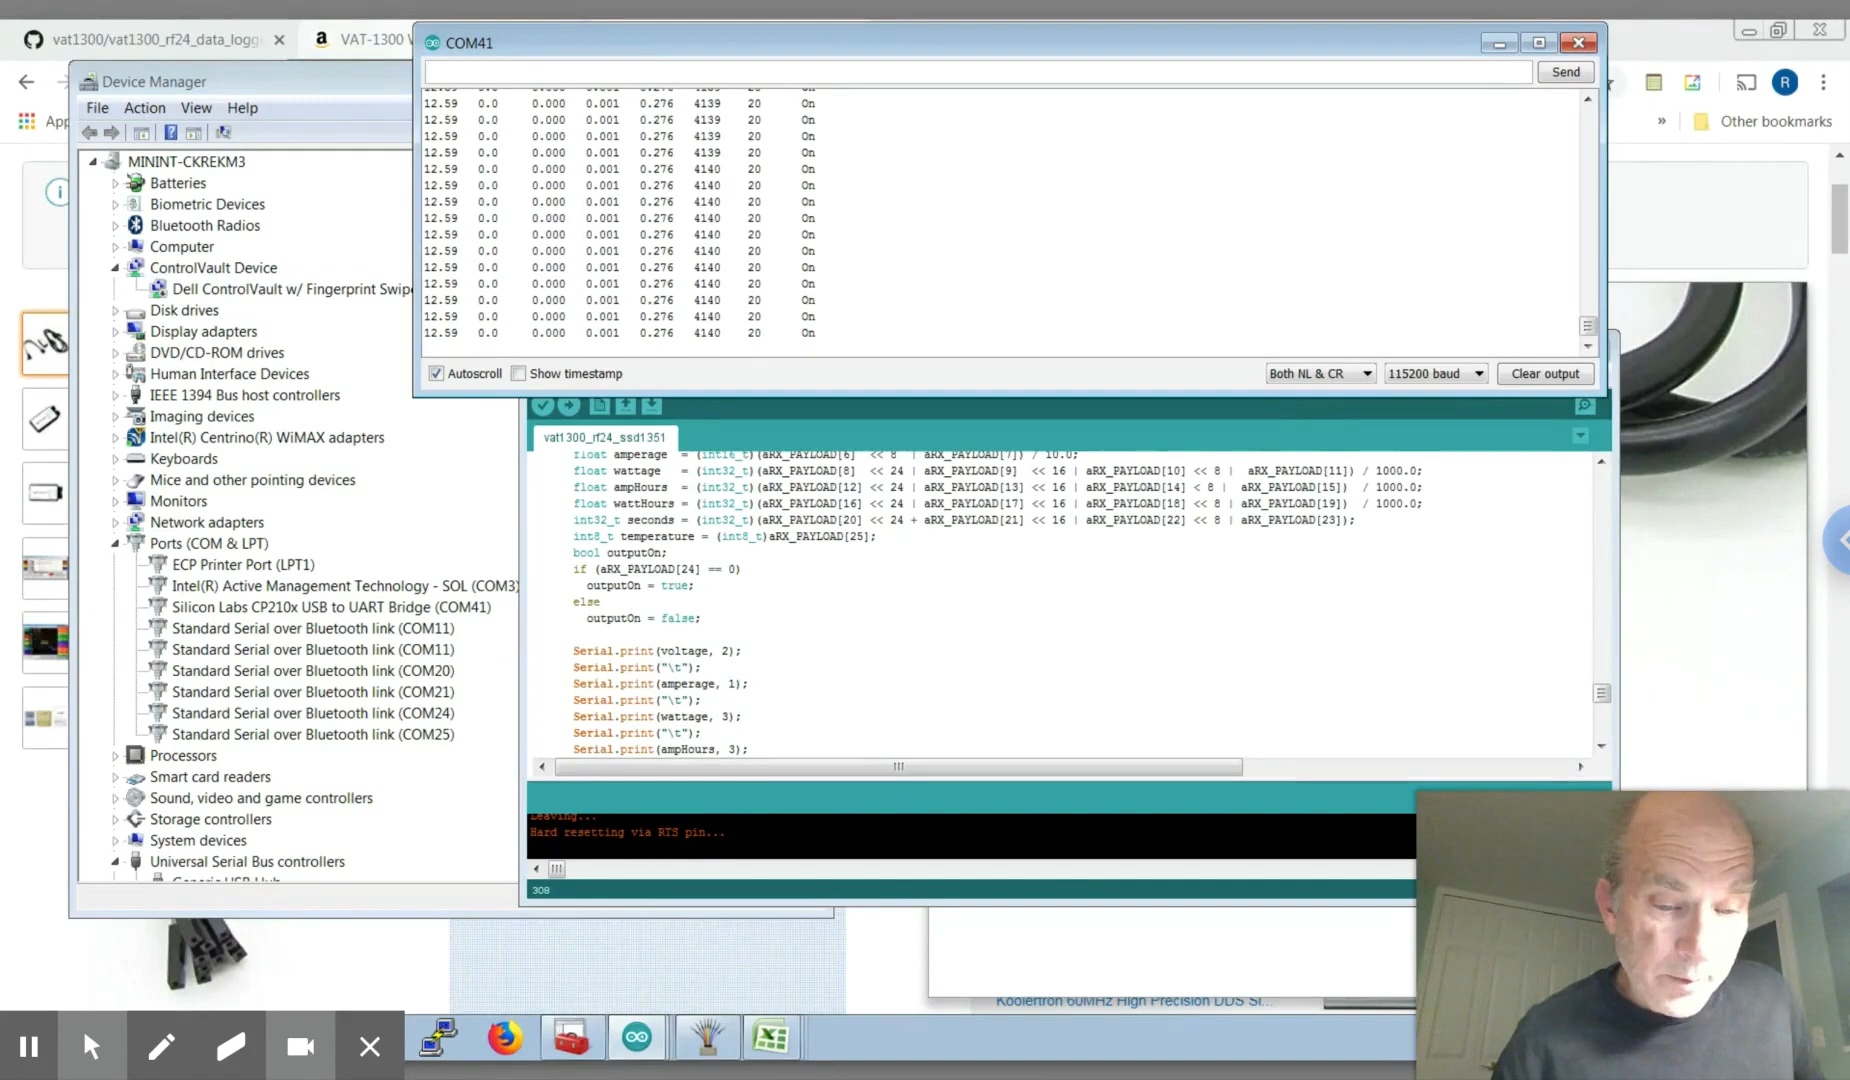 vat1300/vat1300_rf24_data_logg
VAT-1300 W
App
Other bookmarks
R
COM41
Send
12.59 0.0 0.000 0.001 0.276 4139 20 On
12.59 0.0 0.000 0.001 0.276 4139 20 On
12.59 0.0 0.000 0.001 0.276 4139 20 On
12.59 0.0 0.000 0.001 0.276 4139 20 On
12.59 0.0 0.000 0.001 0.276 4140 20 On
12.59 0.0 0.000 0.001 0.276 4140 20 On
12.59 0.0 0.000 0.001 0.276 4140 20 On
12.59 0.0 0.000 0.001 0.276 4140 20 On
12.59 0.0 0.000 0.001 0.276 4140 20 On
12.59 0.0 0.000 0.001 0.276 4140 20 On
12.59 0.0 0.000 0.001 0.276 4140 20 On
12.59 0.0 0.000 0.001 0.276 4140 20 On
12.59 0.0 0.000 0.001 0.276 4140 20 On
12.59 0.0 0.000 0.001 0.276 4140 20 On
12.59 0.0 0.000 0.001 0.276 4140 20 On
Autoscroll Show timestamp Both NL & CR 115200 baud Clear output
Device Manager
File Action View Help
MININT-CKREKM3
Batteries
Biometric Devices
Bluetooth Radios
Computer
ControlVault Device
Dell ControlVault w/ Fingerprint Swipe
Disk drives
Display adapters
DVD/CD-ROM drives
Human Interface Devices
IEEE 1394 Bus host controllers
Imaging devices
Intel(R) Centrino(R) WiMAX adapters
Keyboards
Mice and other pointing devices
Monitors
Network adapters
Ports (COM & LPT)
ECP Printer Port (LPT1)
Intel(R) Active Management Technology - SOL (COM3)
Silicon Labs CP210x USB to UART Bridge (COM41)
Standard Serial over Bluetooth link (COM11)
Standard Serial over Bluetooth link (COM11)
Standard Serial over Bluetooth link (COM20)
Standard Serial over Bluetooth link (COM21)
Standard Serial over Bluetooth link (COM24)
Standard Serial over Bluetooth link (COM25)
Processors
Smart card readers
Sound, video and game controllers
Storage controllers
System devices
Universal Serial Bus controllers
Generic USB Hub
vat1300_rf24_ssd1351
float amperage = (int16_t)(aRX_PAYLOAD[6] << 8 | aRX_PAYLOAD[7]) / 10.0;
float wattage = (int32_t)(aRX_PAYLOAD[8] << 24 | aRX_PAYLOAD[9] << 16 | aRX_PAYLOAD[10] << 8 | aRX_PAYLOAD[11]) / 1000.0;
float ampHours = (int32_t)(aRX_PAYLOAD[12] << 24 | aRX_PAYLOAD[13] << 16 | aRX_PAYLOAD[14] < 8 | aRX_PAYLOAD[15]) / 1000.0;
float wattHours = (int32_t)(aRX_PAYLOAD[16] << 24 | aRX_PAYLOAD[17] << 16 | aRX_PAYLOAD[18] << 8 | aRX_PAYLOAD[19]) / 1000.0;
int32_t seconds = (int32_t)(aRX_PAYLOAD[20] << 24 + aRX_PAYLOAD[21] << 16 | aRX_PAYLOAD[22] << 8 | aRX_PAYLOAD[23]);
int8_t temperature = (int8_t)aRX_PAYLOAD[25];
bool outputOn;
if (aRX_PAYLOAD[24] == 0)
outputOn = true;
else
outputOn = false;
Serial.print(voltage, 2);
Serial.print("\t");
Serial.print(amperage, 1);
Serial.print("\t");
Serial.print(wattage, 3);
Serial.print("\t");
Serial.print(ampHours, 3);
Leaving...
Hard resetting via RTS pin...
308
Koolertron 60MHz High Precision DDS Si...